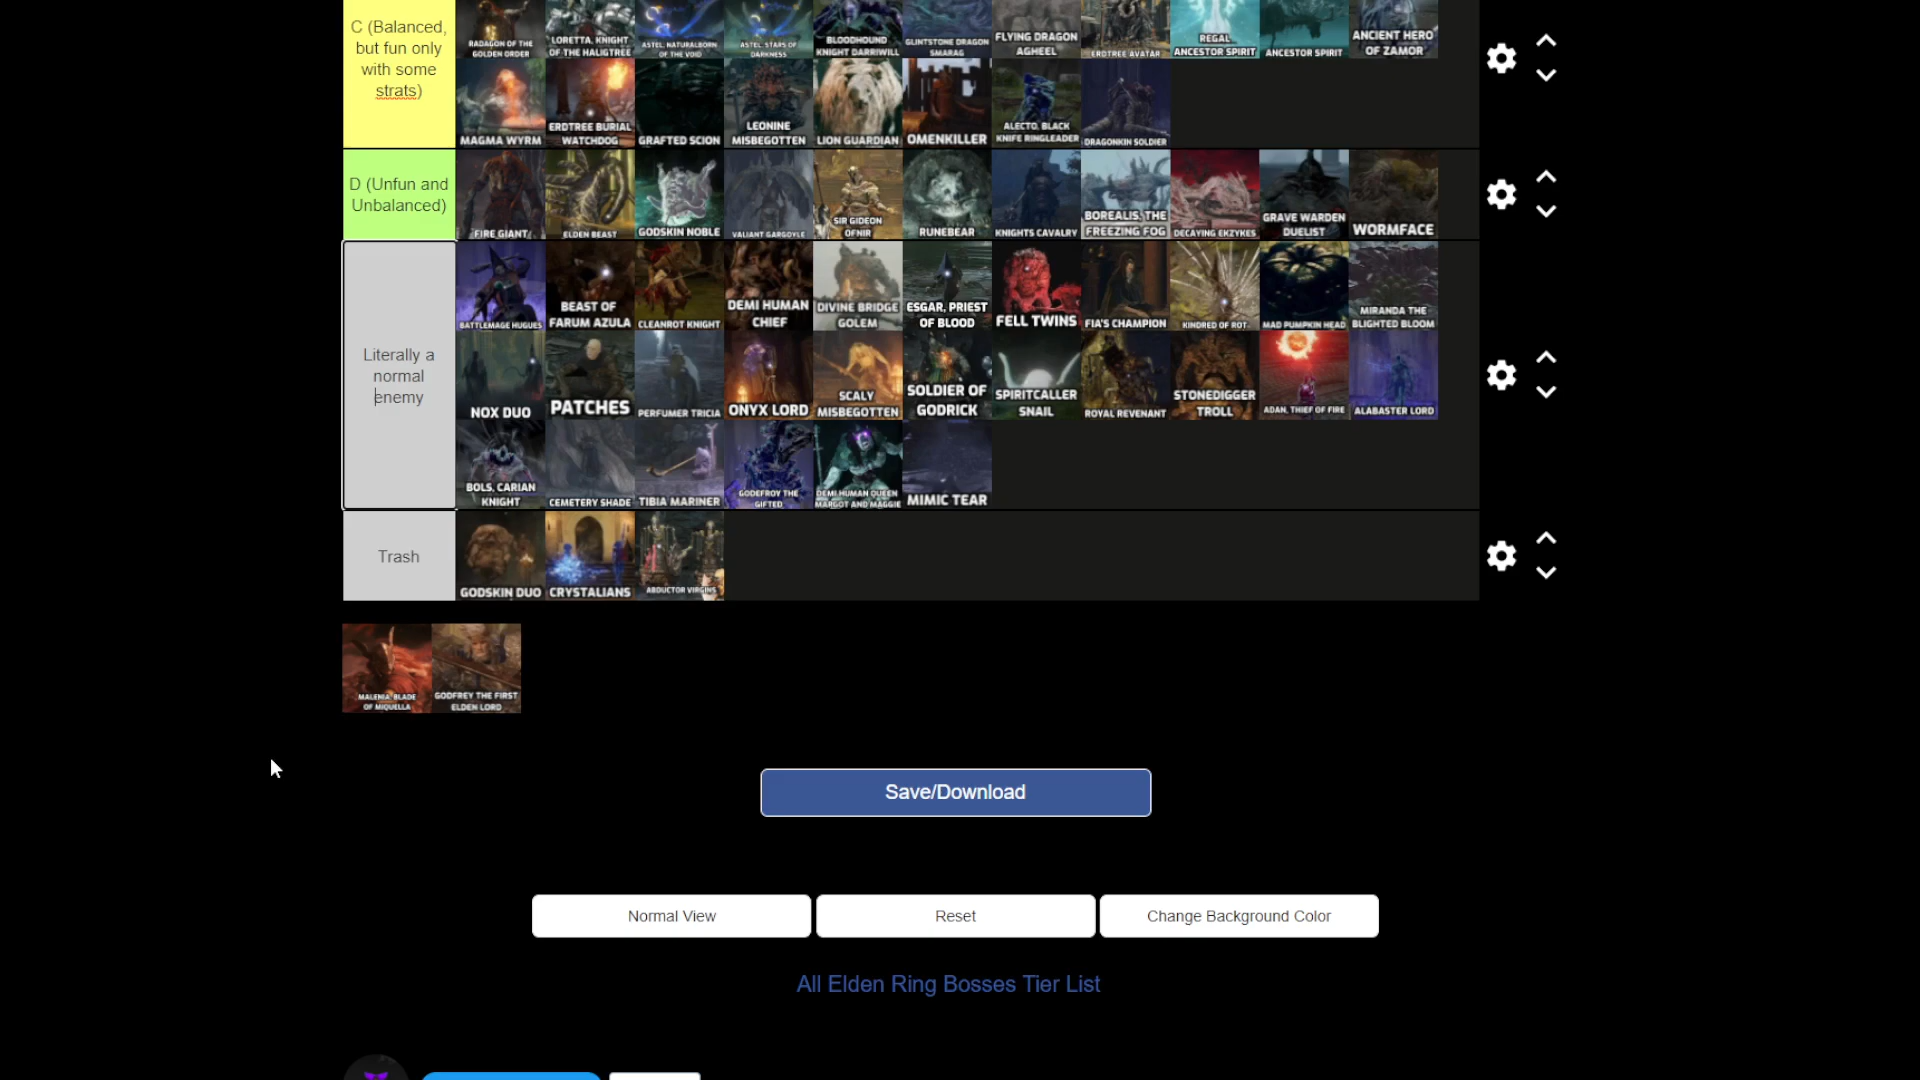 C (Balanced,
but fun only
with some
strats)
RADAGON OF THE
GOLDEN ORDER
LORETTA, KNIGHT
OF THE HALIGTREE
ASTEL, NATURALBORN
OF THE VOID
ASTEL, STARS OF
DARKNESS
BLOODHOUND
KNIGHT DARRIWILL
GLINTSTONE DRAGON
SMARAG
FLYING DRAGON
AGHEEL
ERDTREE AVATAR
REGAL
ANCESTOR SPIRIT
ANCESTOR SPIRIT
ANCIENT HERO
OF ZAMOR
MAGMA WYRM
ERDTREE BURIAL
WATCHDOG
GRAFTED SCION
LEONINE
MISBEGOTTEN
LION GUARDIAN
OMENKILLER
ALECTO, BLACK
KNIFE RINGLEADER
DRAGONKIN SOLDIER
D (Unfun and
Unbalanced)
FIRE GIANT
ELDEN BEAST
GODSKIN NOBLE
VALIANT GARGOYLE
SIR GIDEON
OFNIR
RUNEBEAR
KNIGHTS CAVALRY
BOREALIS, THE
FREEZING FOG
DECAYING EKZYKES
GRAVE WARDEN
DUELIST
WORMFACE
Literally a
normal
enemy
BATTLEMAGE HUGUES
BEAST OF
FARUM AZULA
CLEANROT KNIGHT
DEMI HUMAN
CHIEF
DIVINE BRIDGE
GOLEM
ESGAR, PRIEST
OF BLOOD
FELL TWINS
FIA'S CHAMPION
KINDRED OF ROT
MAD PUMPKIN HEAD
MIRANDA THE
BLIGHTED BLOOM
NOX DUO
PATCHES
PERFUMER TRICIA
ONYX LORD
SCALY
MISBEGOTTEN
SOLDIER OF
GODRICK
SPIRITCALLER
SNAIL
ROYAL REVENANT
STONEDIGGER
TROLL
ADAN, THIEF OF FIRE
ALABASTER LORD
BOLS, CARIAN
KNIGHT
CEMETERY SHADE
TIBIA MARINER
GODEFROY THE
GIFTED
DEMI HUMAN QUEEN
MARGOT AND MAGGIE
MIMIC TEAR
Trash
GODSKIN DUO
CRYSTALIANS
ABDUCTOR VIRGINS
MALENIA, BLADE
OF MIQUELLA
GODFREY THE FIRST
ELDEN LORD
Save/Download
Normal View
Reset
Change Background Color
All Elden Ring Bosses Tier List